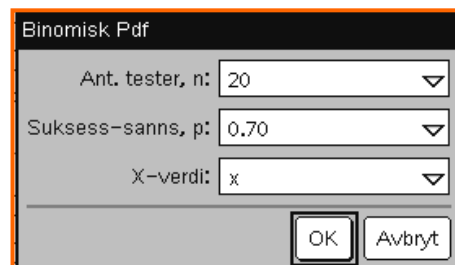 Binomisk Pdf
Ant. tester, n: 20
Suksess-sanns, p: 0.70
X-verdi: x
OK Avbryt